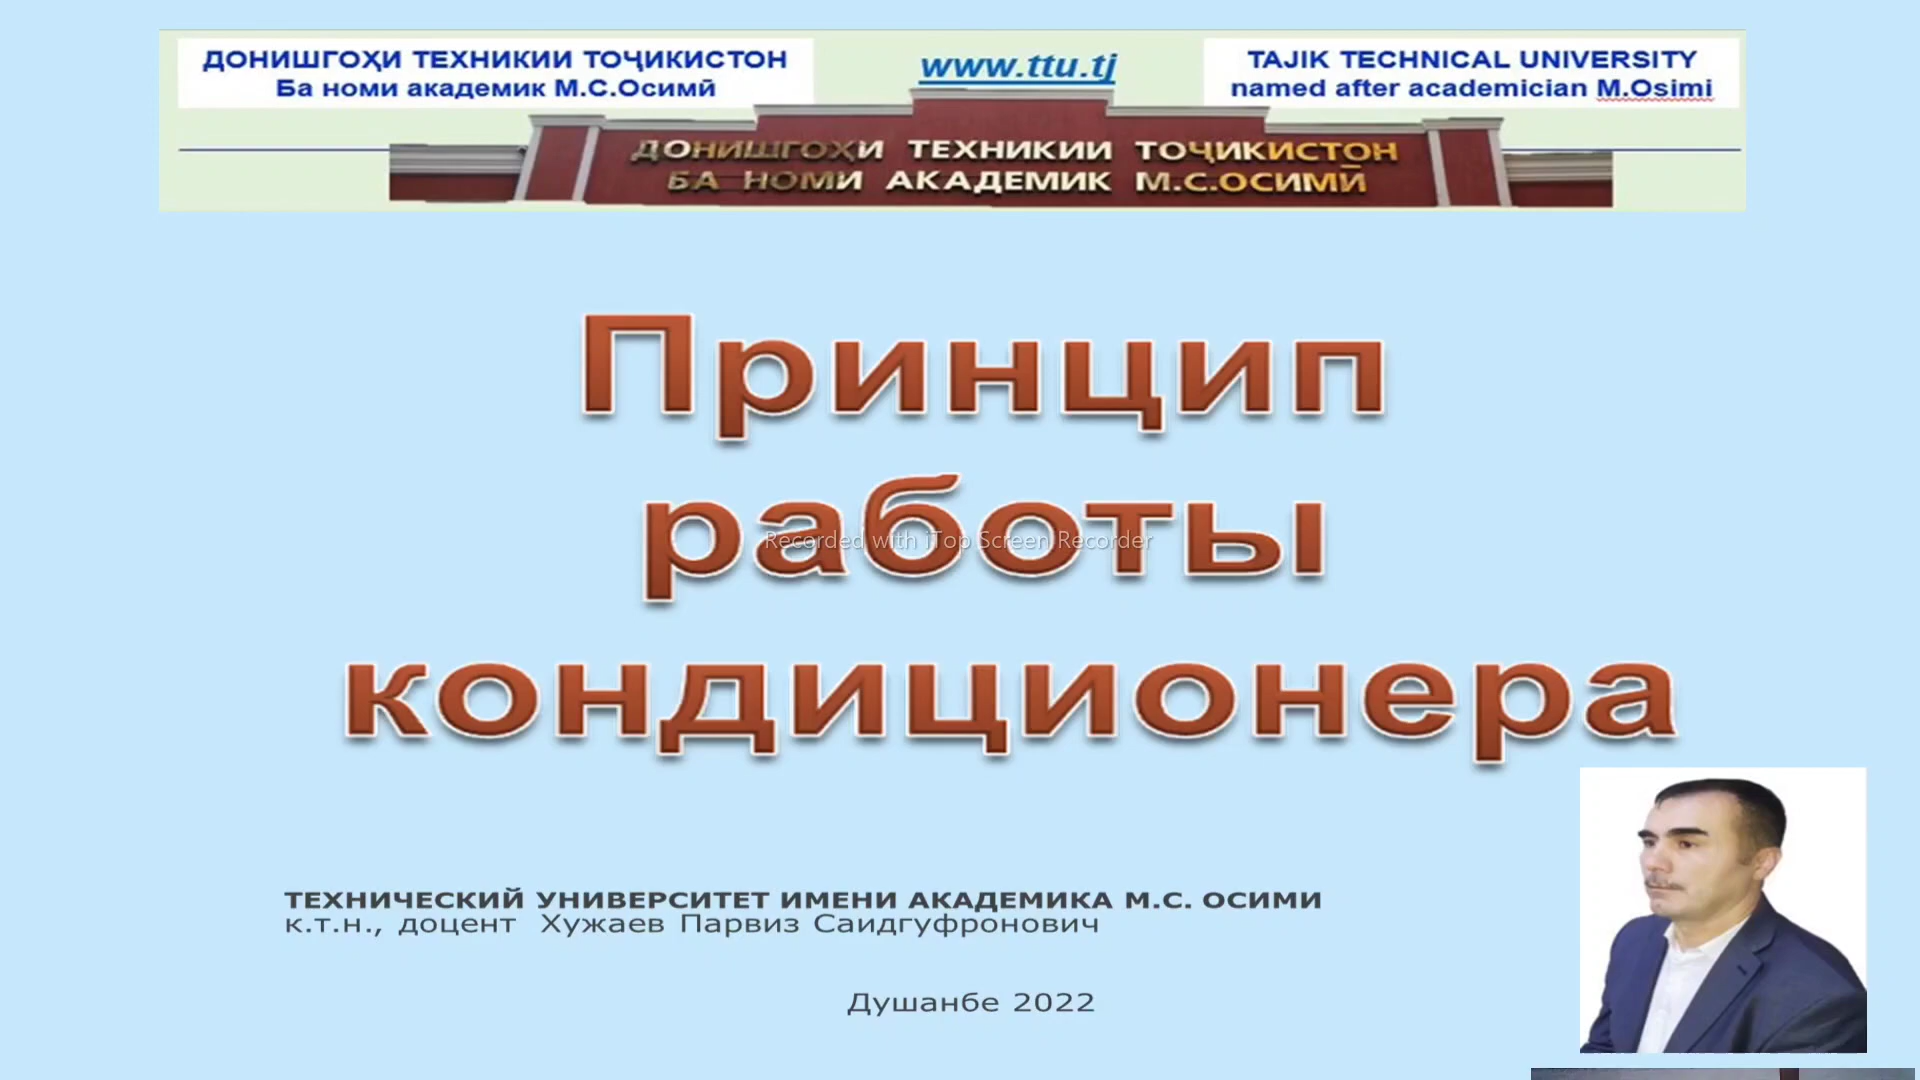 ДОНИШГОҲИ ТЕХНИКИИ ТОҶИКИСТОН
Ба номи академик М.С.Осимӣ
www.ttu.tj
TAJIK TECHNICAL UNIVERSITY
named after academician M.Osimi
ДОНИШГОҲИ ТЕХНИКИИ ТОҶИКИСТОН
БА НОМИ АКАДЕМИК М.С.ОСИМӢ
Принцип
работы
Recorded with iTop Screen Recorder
кондиционера
ТЕХНИЧЕСКИЙ УНИВЕРСИТЕТ ИМЕНИ АКАДЕМИКА М.С. ОСИМИ
к.т.н., доцент Хужаев Парвиз Саидгуфронович
Душанбе 2022